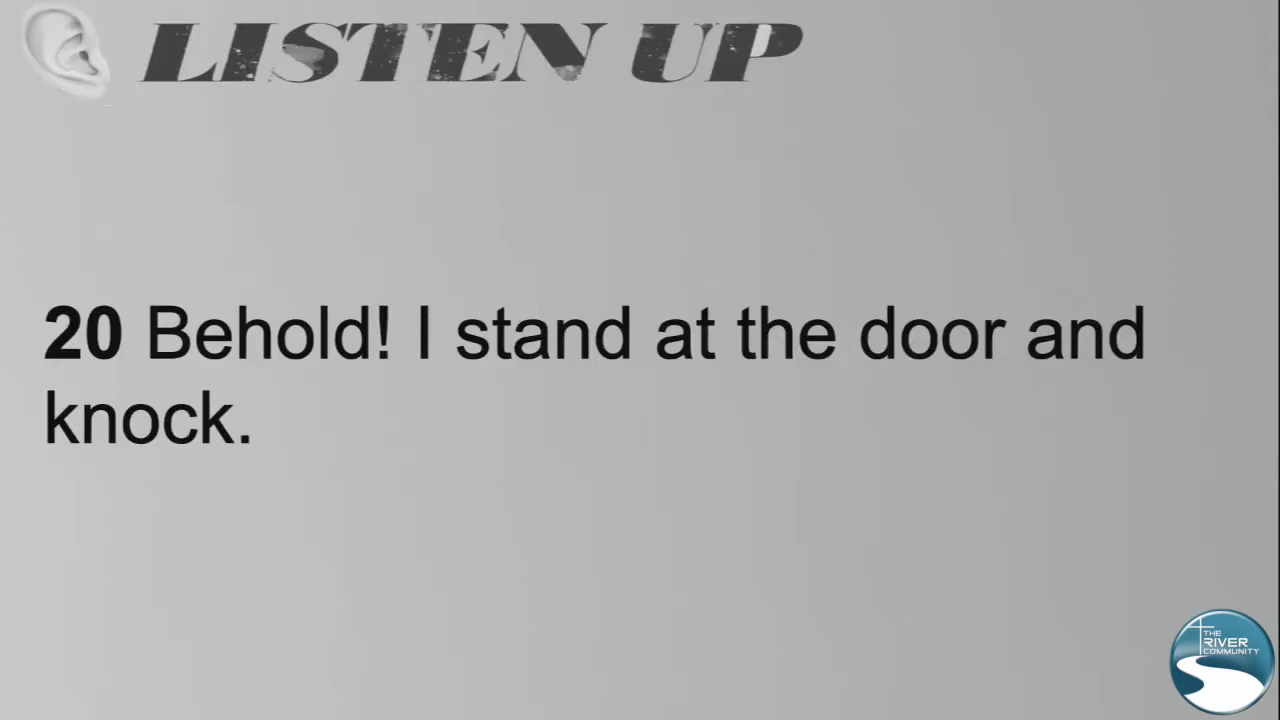 LISTEN UP
20 Behold! I stand at the door and
knock.
THE
RIVER
COMMUNITY